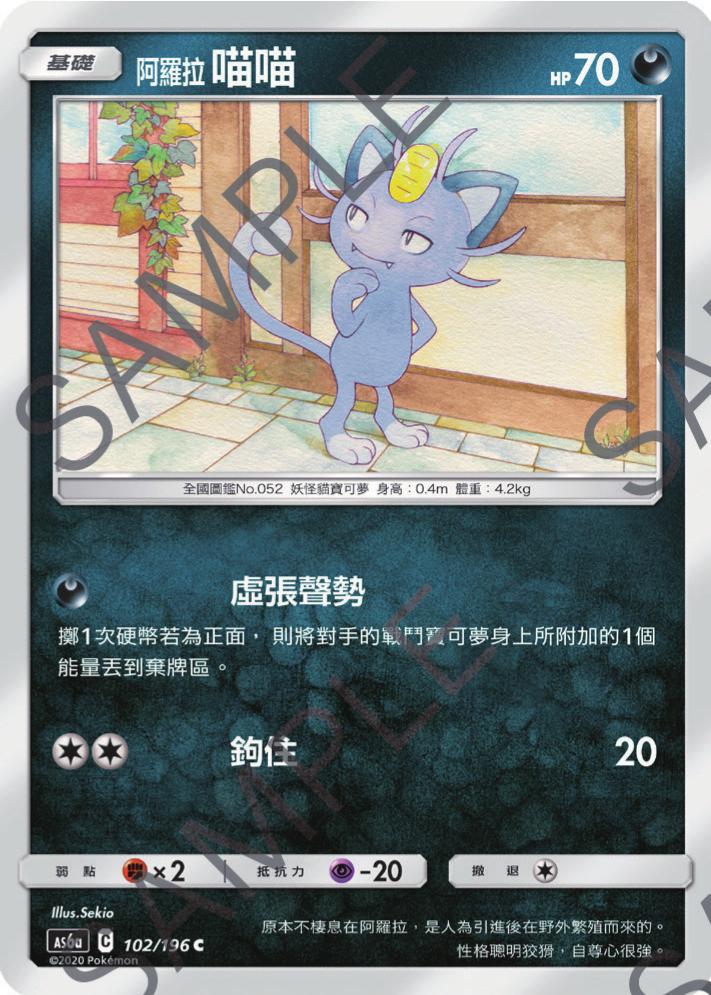 基礎
阿羅拉 喵喵
HP 70
全國圖鑑No.052 妖怪貓寶可夢 身高：0.4m 體重：4.2kg
虛張聲勢
擲1次硬幣若為正面，則將對手的戰鬥寶可夢身上所附加的1個
能量丟到棄牌區。
鉤住 20
弱點 ×2 抵抗力 -20 撤退
Illus.Sekio
原本不棲息在阿羅拉，是人為引進後在野外繁殖而來的。
AS6a C 102/196 C
性格聰明狡猾，自尊心很強。
©2020 Pokémon
SAMPLE
SAMPLE
SA